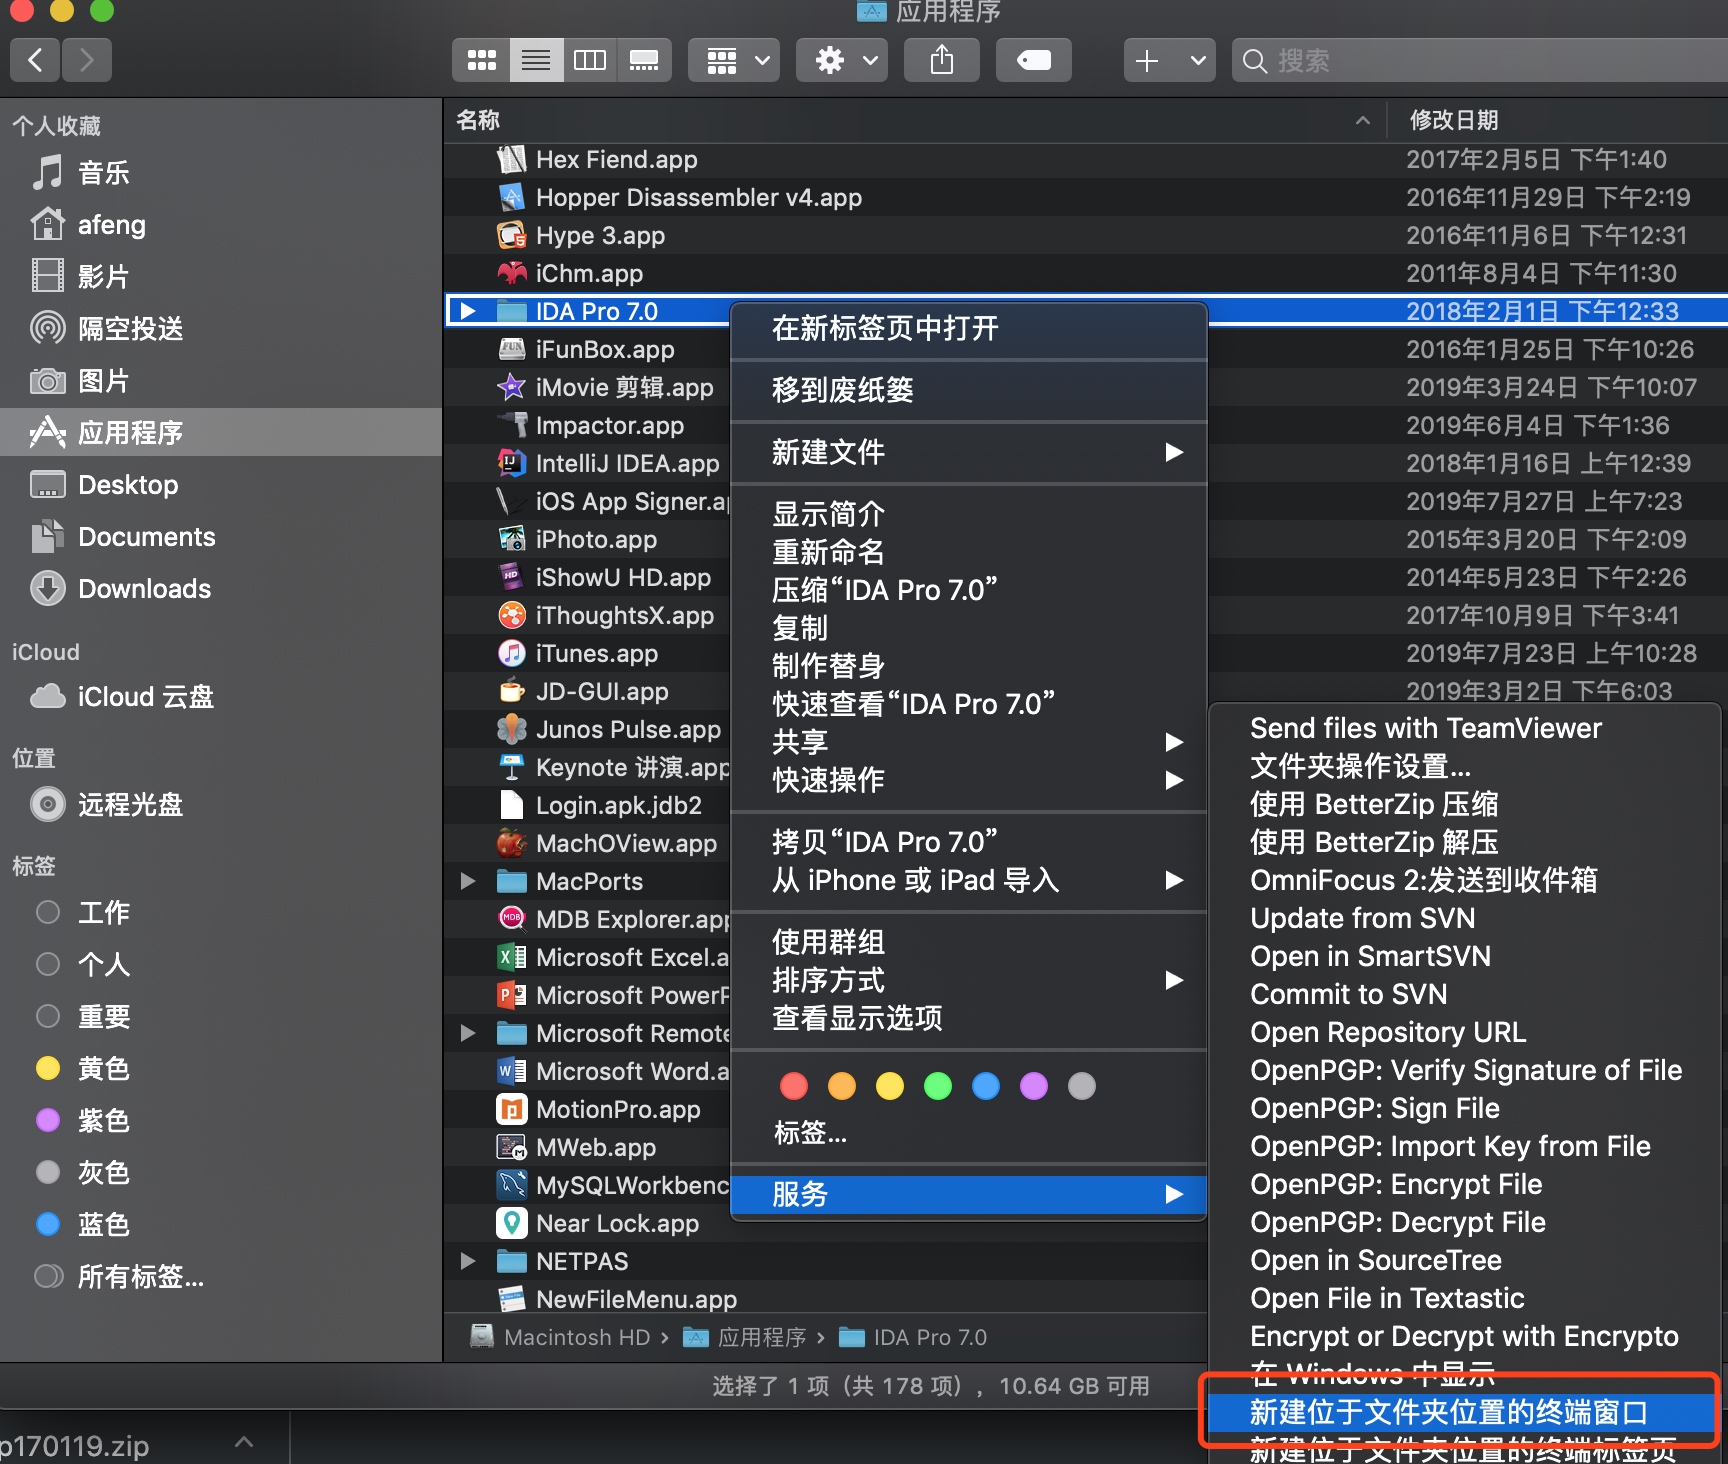 应用程序
搜索
个人收藏
音乐
afeng
影片
隔空投送
图片
应用程序
Desktop
Documents
Downloads
iCloud
iCloud 云盘
位置
远程光盘
标签
工作
个人
重要
黄色
紫色
灰色
蓝色
所有标签...
名称 修改日期
Hex Fiend.app 2017年2月5日 下午1:40
Hopper Disassembler v4.app 2016年11月29日 下午2:19
Hype 3.app 2016年11月6日 下午12:31
iChm.app 2011年8月4日 下午11:30
IDA Pro 7.0 2018年2月1日 下午12:33
iFunBox.app 2016年1月25日 下午10:26
iMovie 剪辑.app 2019年3月24日 下午10:07
Impactor.app 2019年6月4日 下午1:36
IntelliJ IDEA.app 2018年1月16日 上午12:39
iOS App Signer.ap 2019年7月27日 上午7:23
iPhoto.app 2015年3月20日 下午2:09
iShowU HD.app 2014年5月23日 下午2:26
iThoughtsX.app 2017年10月9日 下午3:41
iTunes.app 2019年7月23日 上午10:28
JD-GUI.app 2019年3月2日 下午6:03
Junos Pulse.app
Keynote 讲演.app
Login.apk.jdb2
MachOView.app
MacPorts
MDB Explorer.app
Microsoft Excel.a
Microsoft PowerP
Microsoft Remote
Microsoft Word.a
MotionPro.app
MWeb.app
MySQLWorkbenc
Near Lock.app
NETPAS
NewFileMenu.app
Macintosh HD › 应用程序 › IDA Pro 7.0
选择了 1 项（共 178 项）， 10.64 GB 可用
p170119.zip
在新标签页中打开
移到废纸篓
新建文件
显示简介
重新命名
压缩“IDA Pro 7.0”
复制
制作替身
快速查看“IDA Pro 7.0”
共享
快速操作
拷贝“IDA Pro 7.0”
从 iPhone 或 iPad 导入
使用群组
排序方式
查看显示选项
标签...
服务
Send files with TeamViewer
文件夹操作设置...
使用 BetterZip 压缩
使用 BetterZip 解压
OmniFocus 2:发送到收件箱
Update from SVN
Open in SmartSVN
Commit to SVN
Open Repository URL
OpenPGP: Verify Signature of File
OpenPGP: Sign File
OpenPGP: Import Key from File
OpenPGP: Encrypt File
OpenPGP: Decrypt File
Open in SourceTree
Open File in Textastic
Encrypt or Decrypt with Encrypto
在 Windows 中显示
新建位于文件夹位置的终端窗口
新建位于文件夹位置的终端标签页